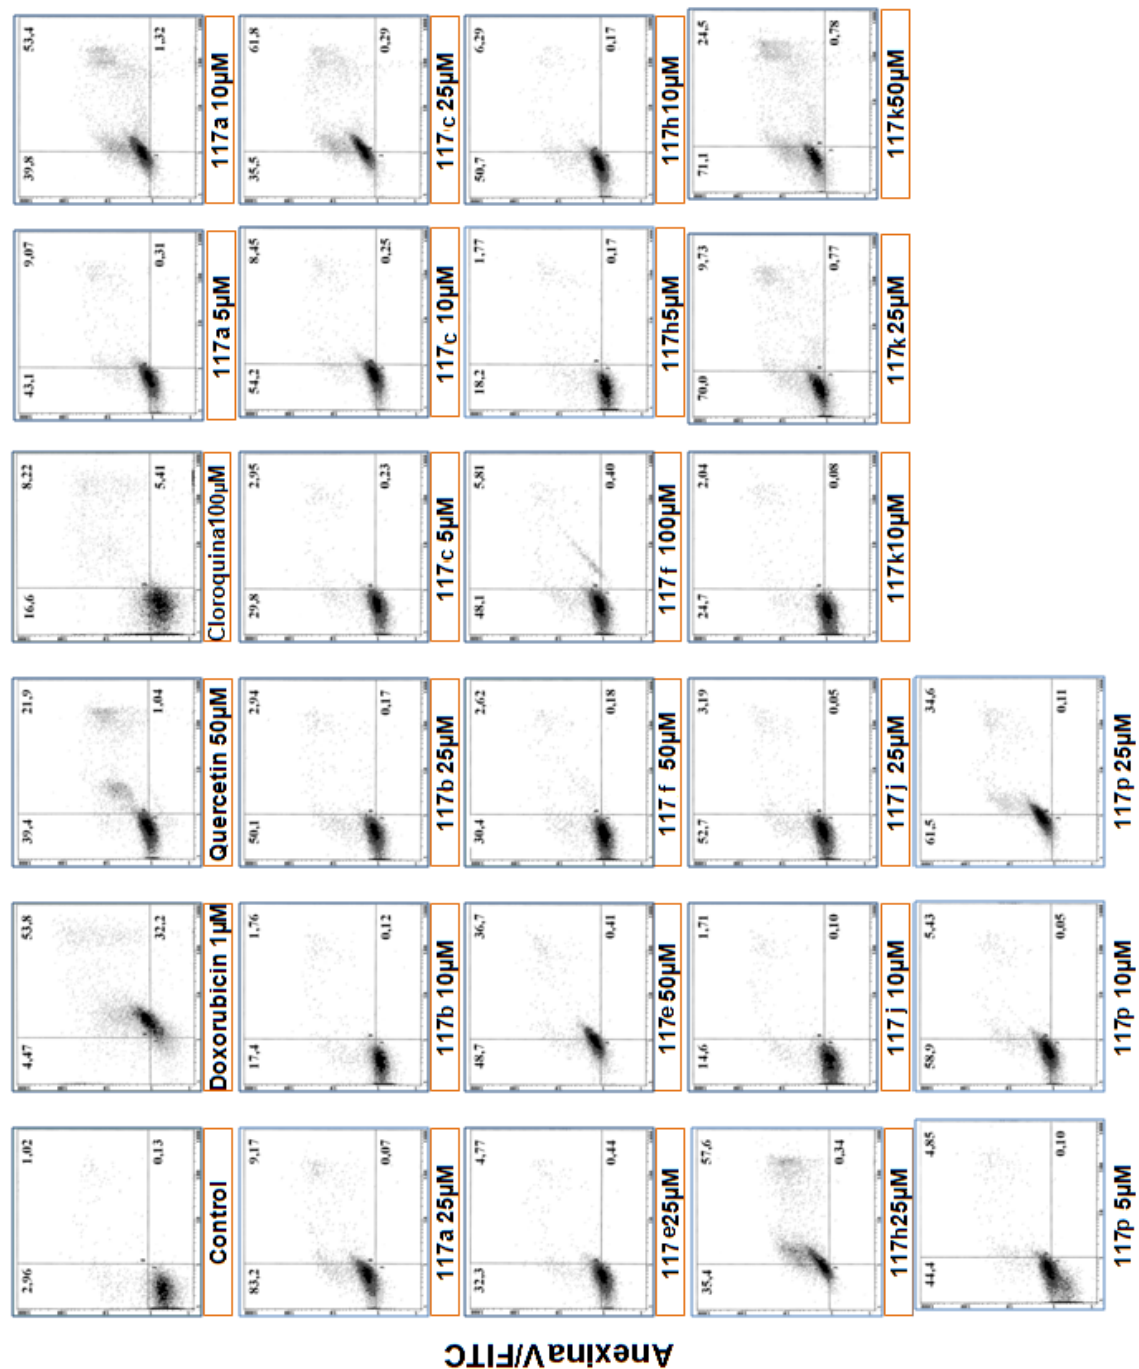 2,96 1,02
0,13
Control
4,47 53,8
32,2
Doxorubicin 1µM
39,4 21,9
1,04
Quercetin 50µM
16,6 8,22
5,41
Cloroquina100µM
43,1 9,07
0,31
117a 5µM
39,8 53,4
1,32
117a 10µM
83,2 9,17
0,07
117a 25µM
17,4 1,76
0,12
117b 10µM
50,1 2,94
0,17
117b 25µM
29,8 2,95
0,23
117c 5µM
54,2 8,45
0,25
117c 10µM
35,5 61,8
0,29
117c 25µM
32,3 4,77
0,44
117e25µM
48,7 36,7
0,41
117e 50µM
30,4 2,62
0,18
117f 50µM
48,1 5,81
0,40
117f 100µM
18,2 1,77
0,17
117h5µM
50,7 6,29
0,17
117h10µM
35,4 57,6
0,34
117h25µM
14,6 1,71
0,10
117j 10µM
52,7 3,19
0,05
117j 25µM
24,7 2,04
0,08
117k10µM
70,0 9,73
0,77
117k 25µM
71,1 24,5
0,78
117k50µM
44,4 4,85
0,10
117p 5µM
58,9 5,43
0,05
117p 10µM
61,5 34,6
0,11
117p 25µM
AnexinaV/FITC